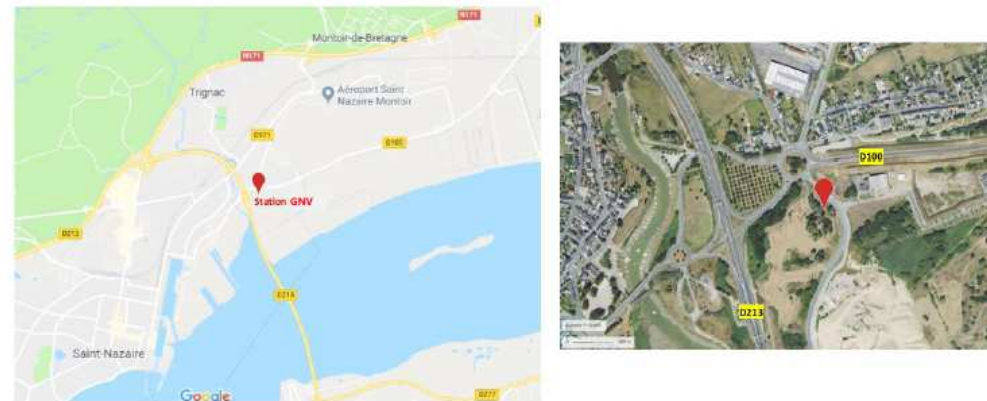 N171
Montoir-de-Bretagne
N171
Trignac
Aéroport Saint
Nazaire Montoir
D971
D100
Station GNV
D213
D213
Saint-Nazaire
Google
D277
D100
D213